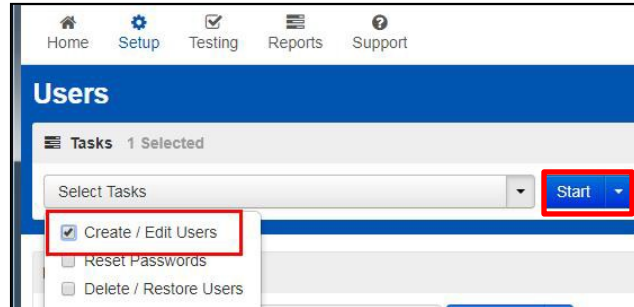 Home Setup Testing Reports Support
Users
Tasks 1 Selected
Select Tasks Start
Create / Edit Users
Reset Passwords
Delete / Restore Users